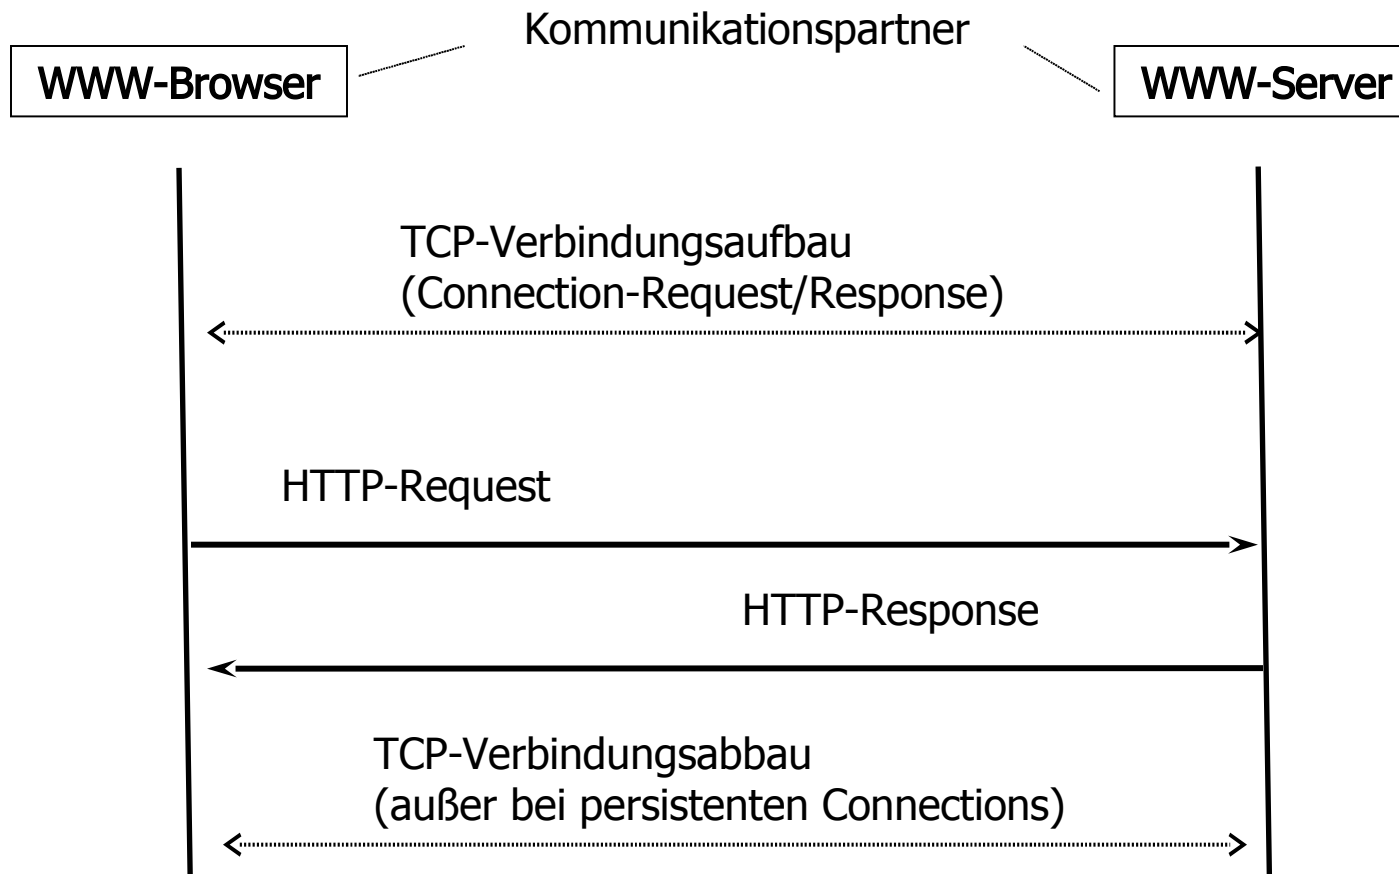 Kommunikationspartner
WWW-Browser
WWW-Server
TCP-Verbindungsaufbau
(Connection-Request/Response)
HTTP-Request
HTTP-Response
TCP-Verbindungsabbau
(außer bei persistenten Connections)